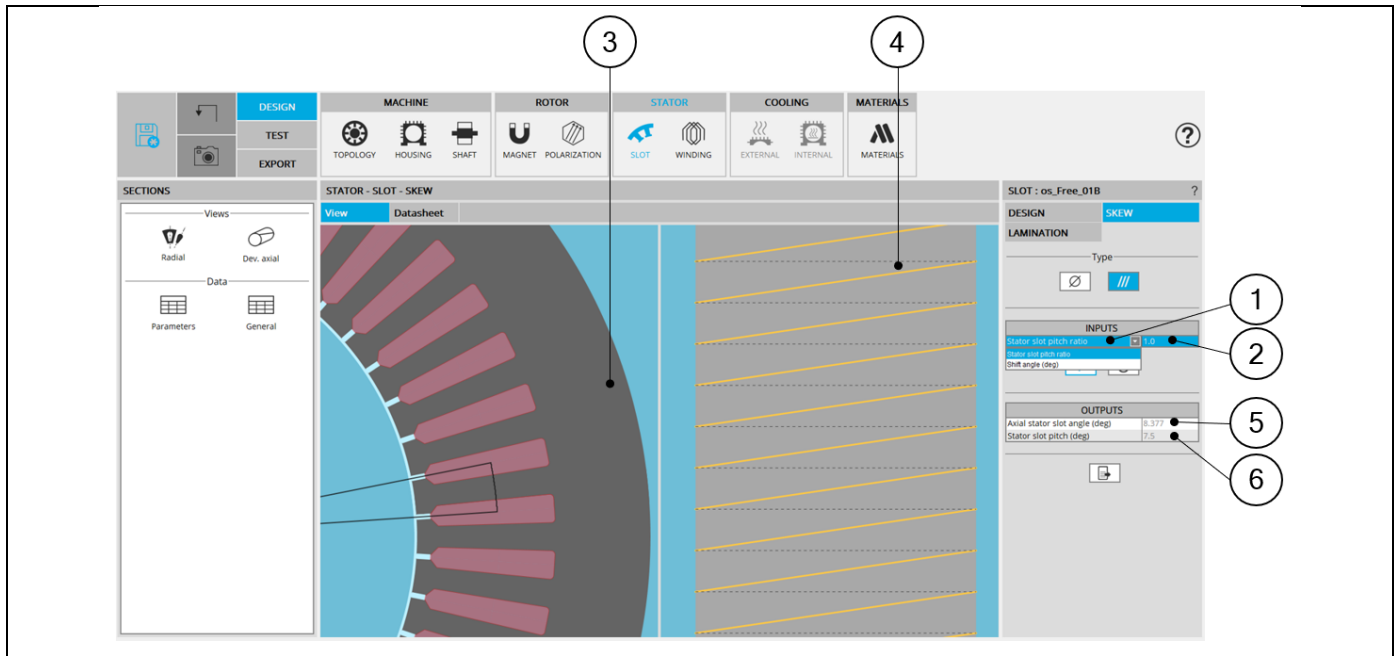 3
4
DESIGN
TEST
EXPORT
MACHINE
ROTOR
STATOR
COOLING
MATERIALS
TOPOLOGY
HOUSING
SHAFT
MAGNET
POLARIZATION
SLOT
WINDING
EXTERNAL
INTERNAL
MATERIALS
?
SECTIONS
STATOR - SLOT - SKEW
SLOT : os_Free_01B
?
Views
Radial
Dev. axial
Data
Parameters
General
View
Datasheet
DESIGN
SKEW
LAMINATION
Type
INPUTS
Stator slot pitch ratio
1.0
Stator slot pitch ratio
Shift angle (deg)
OUTPUTS
Axial stator slot angle (deg)
8.377
Stator slot pitch (deg)
7.5
1
2
5
6